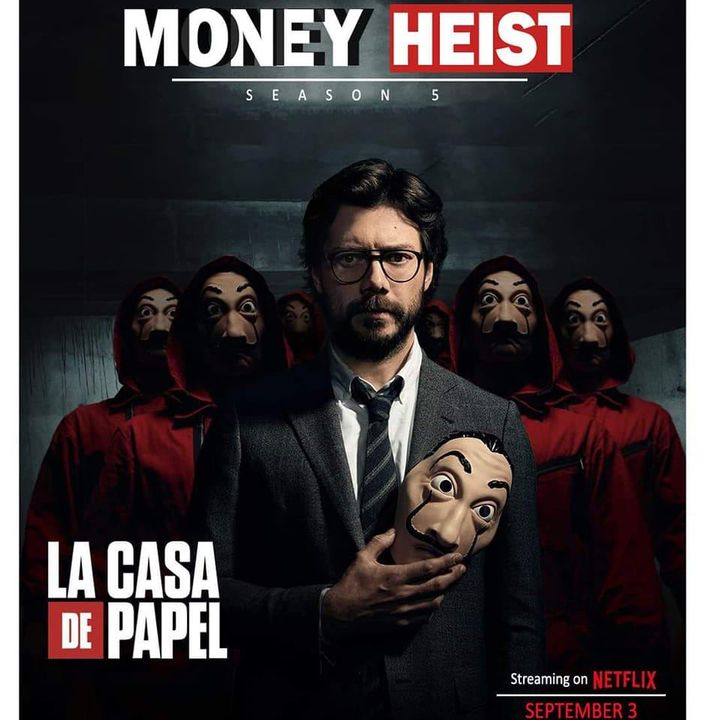 MONEY HEIST
SEASON 5
LA CASA
DE PAPEL
Streaming on NETFLIX
SEPTEMBER 3